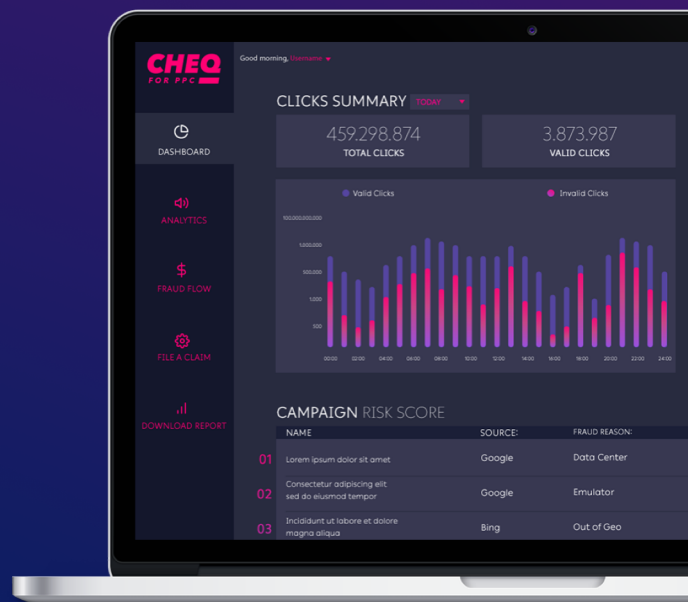 CHEQ
FOR PPC
Good morning, Username
CLICKS SUMMARY TODAY
459.298.874
TOTAL CLICKS
3.873.987
VALID CLICKS
DASHBOARD
ANALYTICS
FRAUD FLOW
FILE A CLAIM
DOWNLOAD REPORT
Valid Clicks Invalid Clicks
100,000,000,000
1,000,000
500,000
1,000
500
00:00 02:00 04:00 06:00 08:00 10:00 12:00 14:00 16:00 18:00 20:00 22:00 24:00
CAMPAIGN RISK SCORE
NAME SOURCE: FRAUD REASON:
01 Lorem ipsum dolor sit amet Google Data Center
02 Consectetur adipiscing elit
sed do eiusmod tempor Google Emulator
03 Incididunt ut labore et dolore
magna aliqua Bing Out of Geo